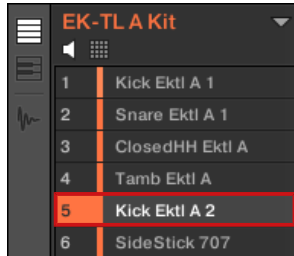 EK-TL A Kit
1 Kick Ektl A 1
2 Snare Ektl A 1
3 ClosedHH Ektl A
4 Tamb Ektl A
5 Kick Ektl A 2
6 SideStick 707